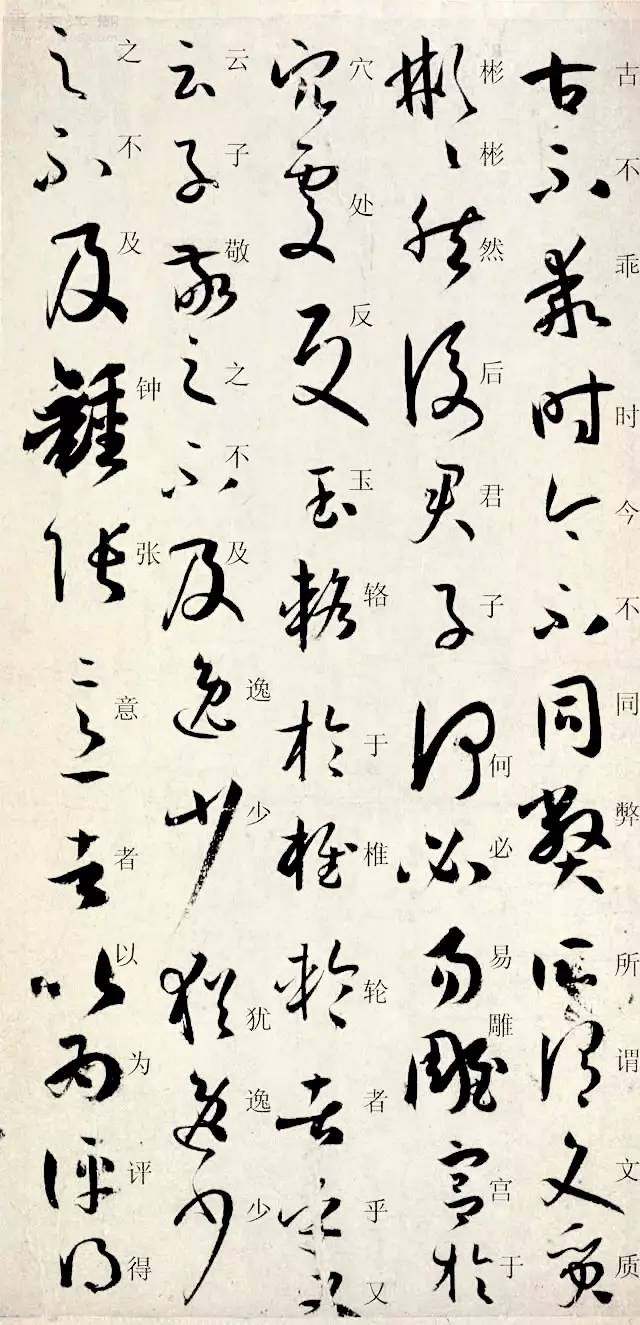 古不乖时今不同弊所谓文质
彬彬然后君子何必易雕宫于
穴处反玉辂于椎轮者乎又
云子敬之不及逸少犹逸少
之不及钟张意者以为评得